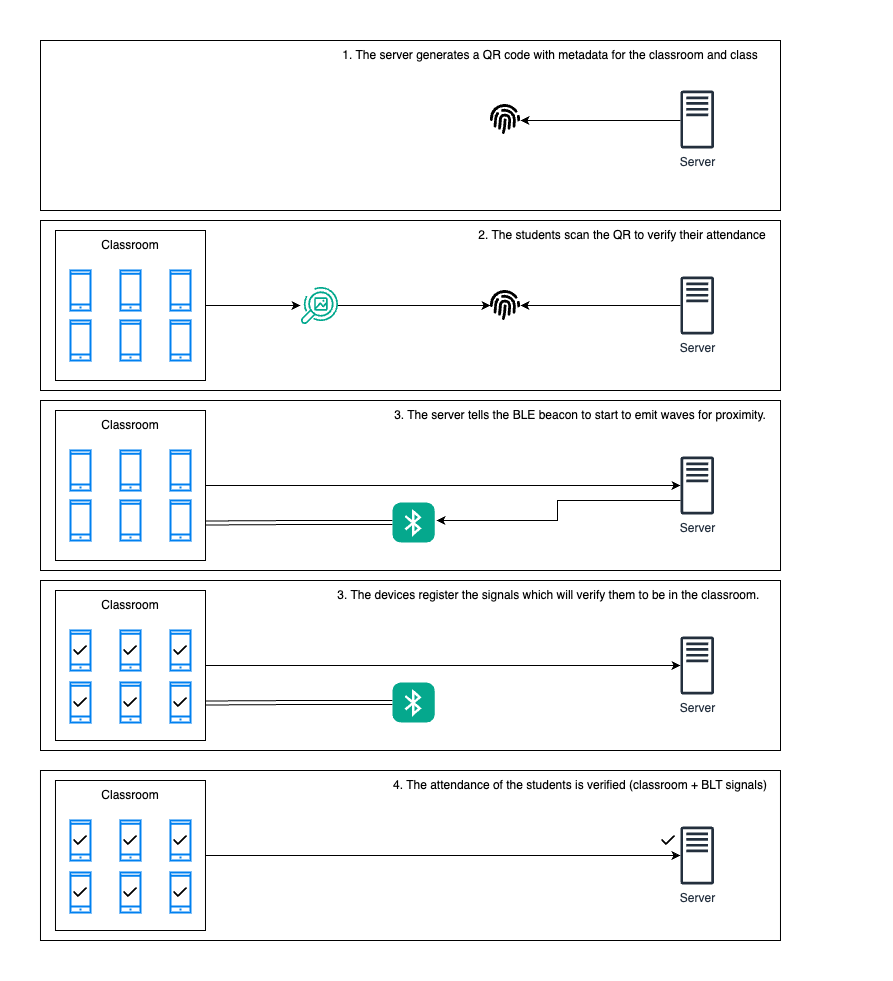 1. The server generates a QR code with metadata for the classroom and class
Server
2. The students scan the QR to verify their attendance
Classroom
Server
3. The server tells the BLE beacon to start to emit waves for proximity.
Classroom
Server
3. The devices register the signals which will verify them to be in the classroom.
Classroom
Server
4. The attendance of the students is verified (classroom + BLT signals)
Classroom
Server